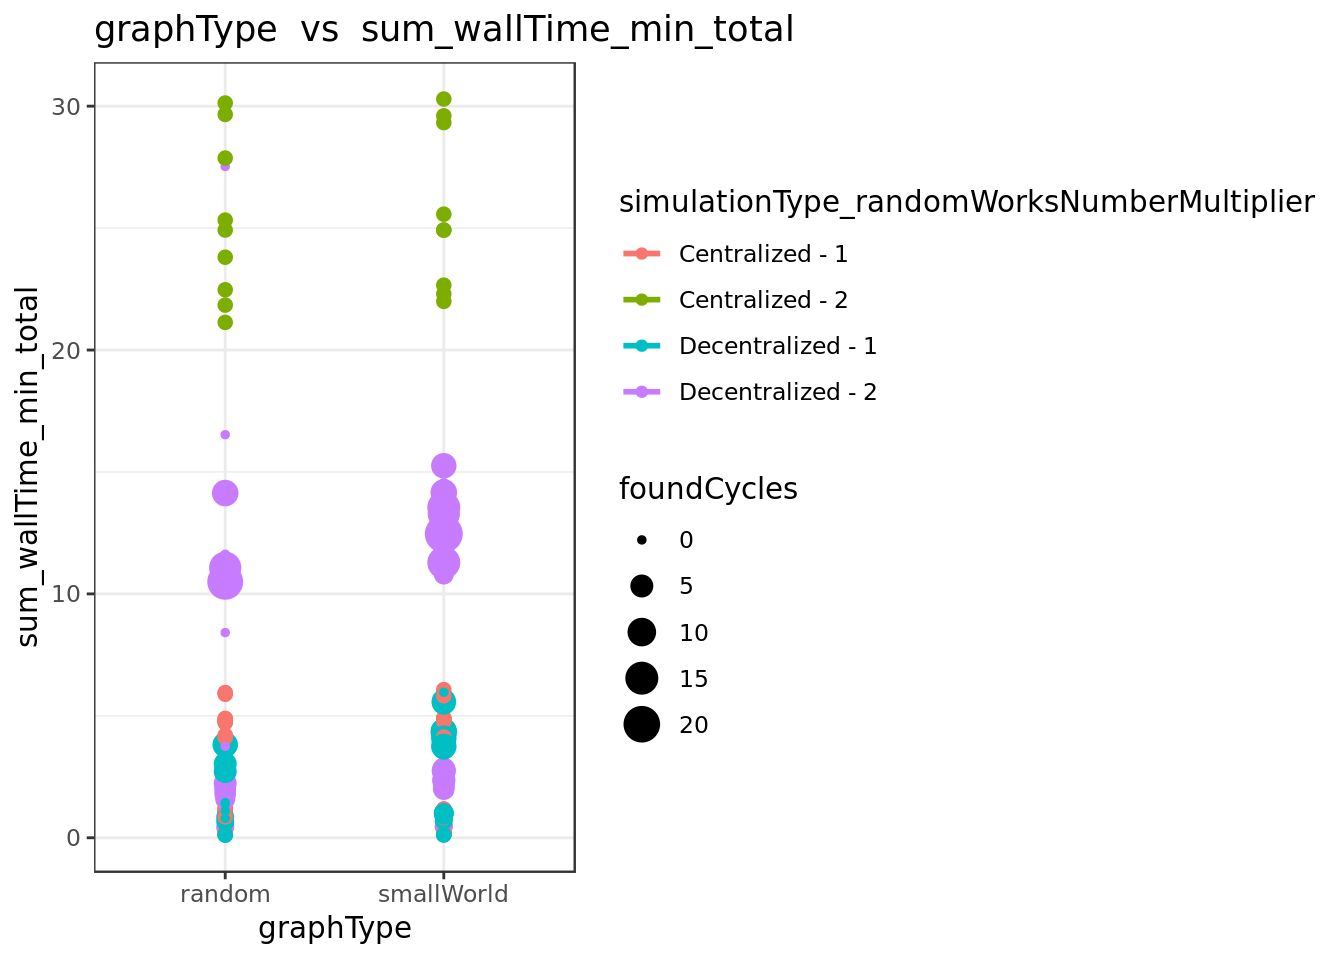 graphType  vs  sum_wallTime_min_total
sum_wallTime_min_total
30
20
10
0
random
smallWorld
graphType
simulationType_randomWorksNumberMultiplier
Centralized - 1
Centralized - 2
Decentralized - 1
Decentralized - 2
foundCycles
0
5
10
15
20